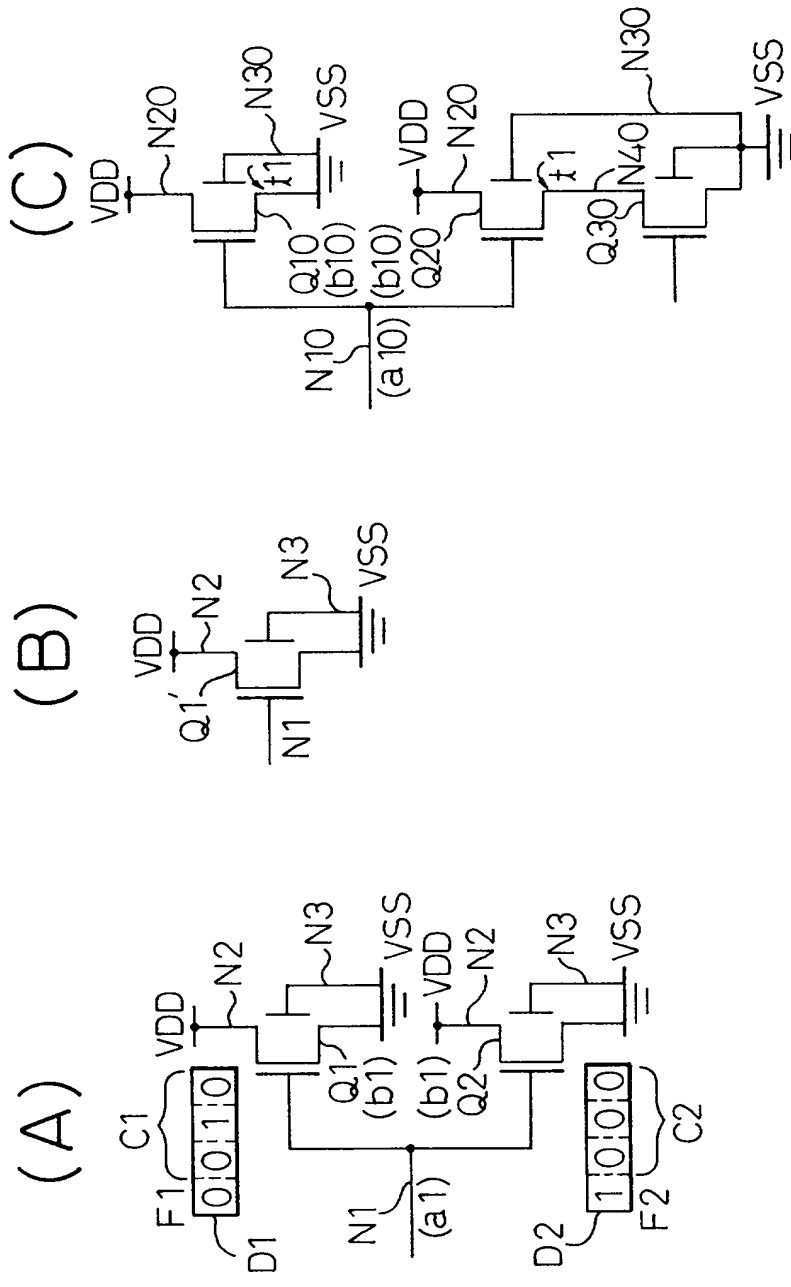 (A)
C1
F1
0 0 1 0
D1
VDD
N2
N3
Q1
(b1)
VSS
N1
(a1)
(b1)
Q2
VDD
N2
N3
VSS
D2
1 0 0 0
F2
C2
(B)
VDD
N2
Q1'
N3
N1
VSS
(C)
VDD
N20
N30
t1
VSS
Q10
(b10)
N10
(a10)
(b10)
Q20
VDD
N20
N30
t1
N40
Q30
VSS